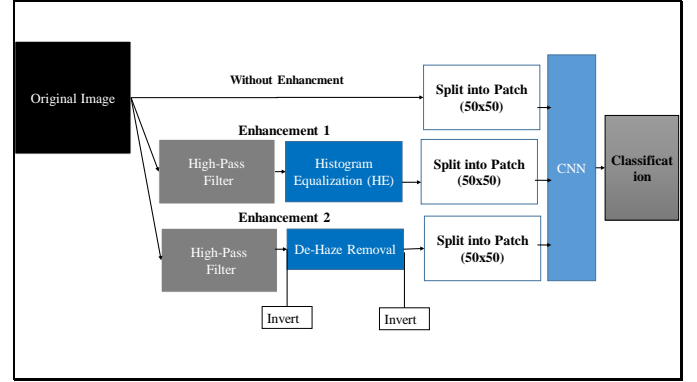 Original Image
Without Enhancment
Split into Patch
(50x50)
Enhancement 1
High-Pass
Filter
Histogram
Equalization (HE)
Split into Patch
(50x50)
Enhancement 2
High-Pass
Filter
De-Haze Removal
Split into Patch
(50x50)
Invert
Invert
CNN
Classificat
ion